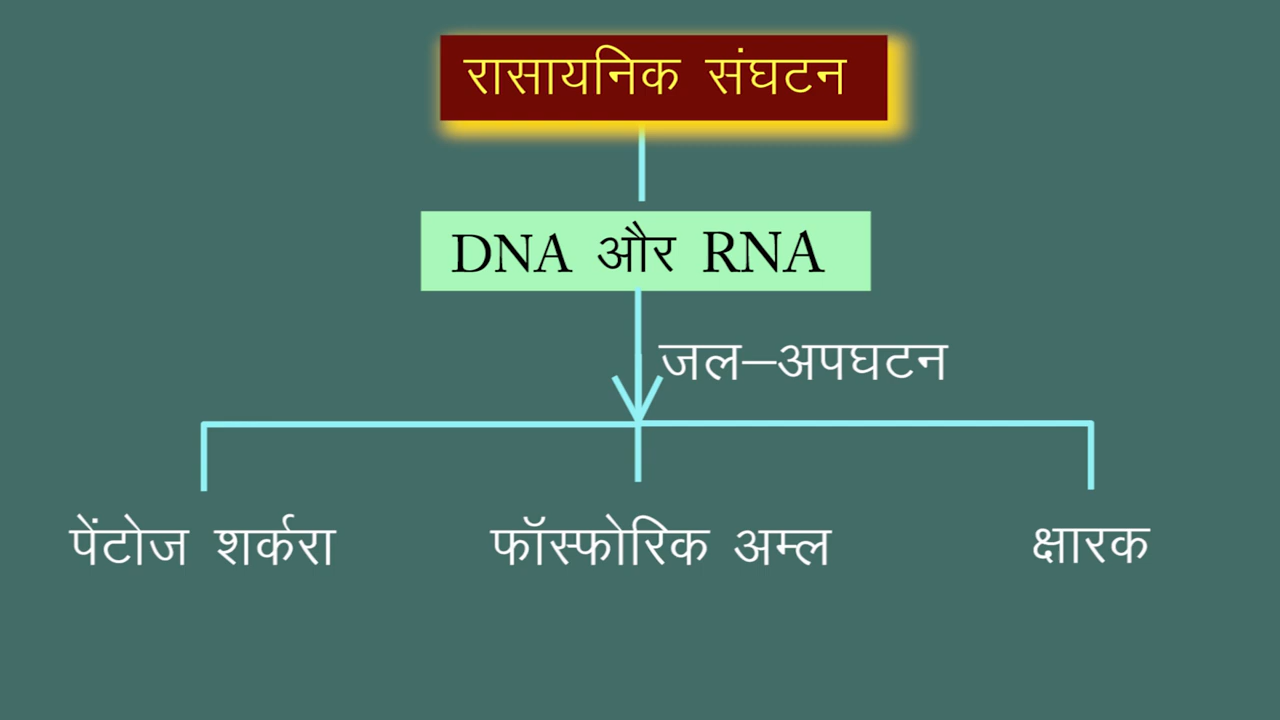 रासायनिक संघटन
DNA और RNA
जल–अपघटन
पेंटोज शर्करा फॉस्फोरिक अम्ल क्षारक